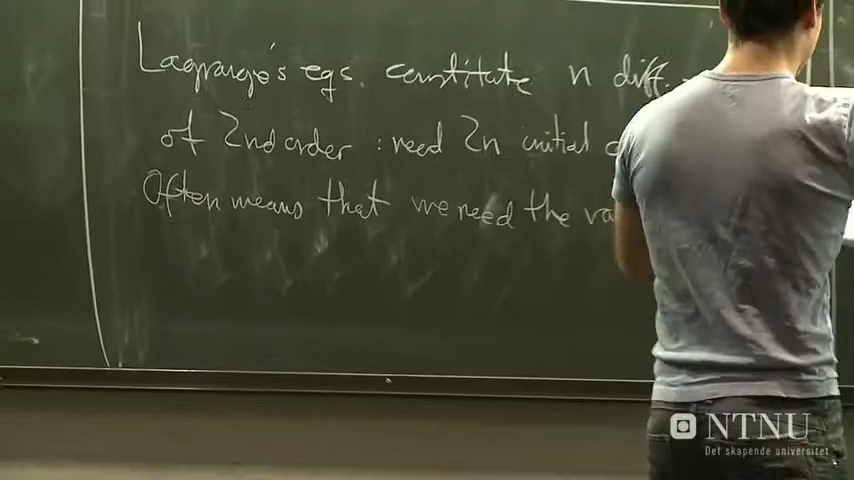 Lagrange's eqs. constitute n diff.
of 2nd order : need 2n initial
Often means that we need the
NTNU
Det skapende universitet